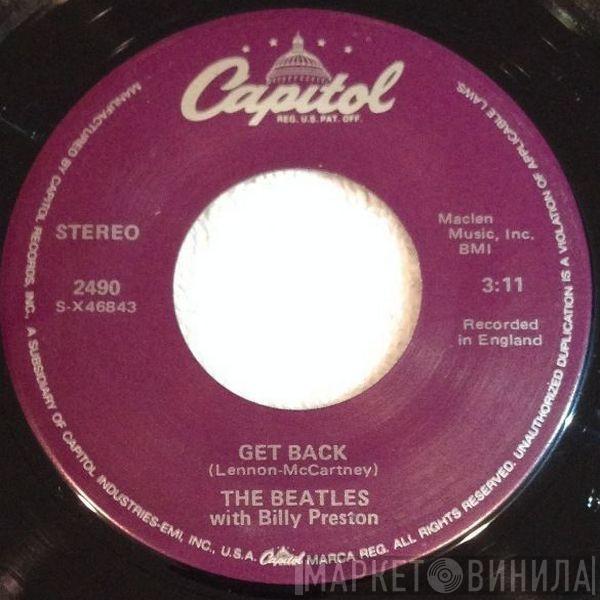 Capitol
REG. U.S. PAT. OFF.
STEREO
2490
S-X46843
Maclen
Music, Inc.
BMI
3:11
Recorded
in England
GET BACK
(Lennon-McCartney)
THE BEATLES
with Billy Preston
MANUFACTURED BY CAPITOL RECORDS, INC., A SUBSIDIARY OF CAPITOL INDUSTRIES-EMI, INC., U.S.A. Capitol MARCA REG. ALL RIGHTS RESERVED. UNAUTHORIZED DUPLICATION IS A VIOLATION OF APPLICABLE LAWS.
МАРКЕТ ВИНИЛА